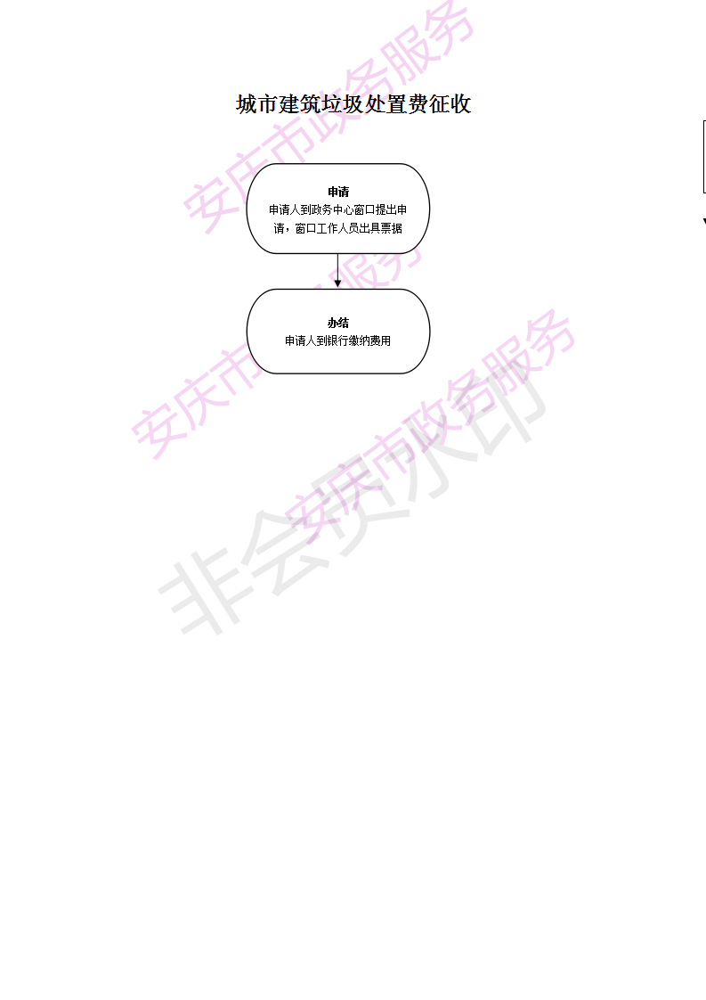 城市建筑垃圾处置费征收
申请
申请人到政务中心窗口提出申
请，窗口工作人员出具票据
办结
申请人到银行缴纳费用
安庆市政务服务
安庆市政务服务
安庆市政务服务
非会员水印